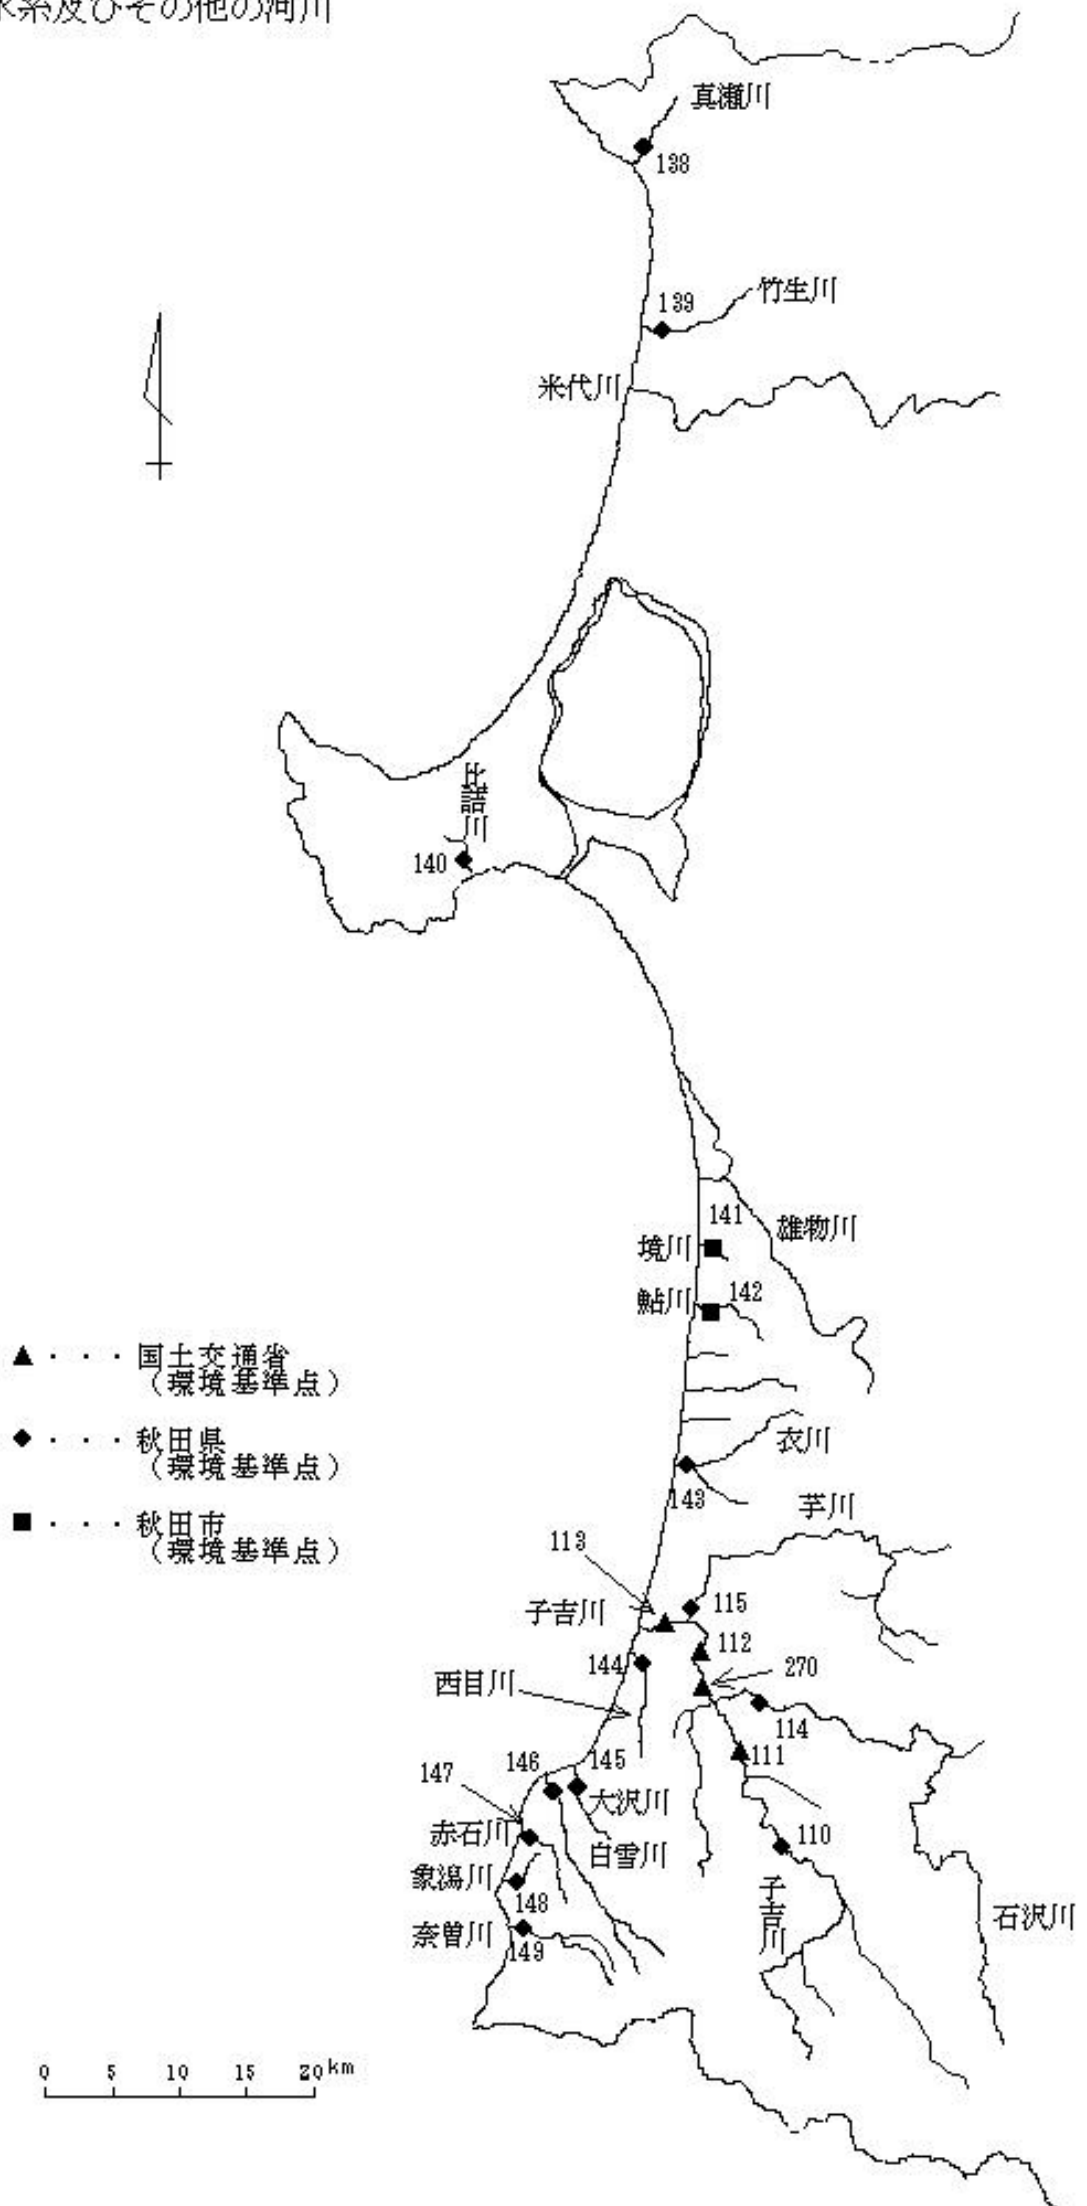 水系及びその他の河川
真瀬川
138
139
竹生川
米代川
比詰川
140
141
境川
雄物川
鮎川
142
▲・・・国土交通省
（環境基準点）
◆・・・秋田県
（環境基準点）
■・・・秋田市
（環境基準点）
衣川
143
芋川
113
子吉川
115
112
144
270
西目川
114
111
146
145
147
大沢川
赤石川
110
白雪川
象潟川
148
子吉川
奈曽川
149
石沢川
0 5 10 15 20km